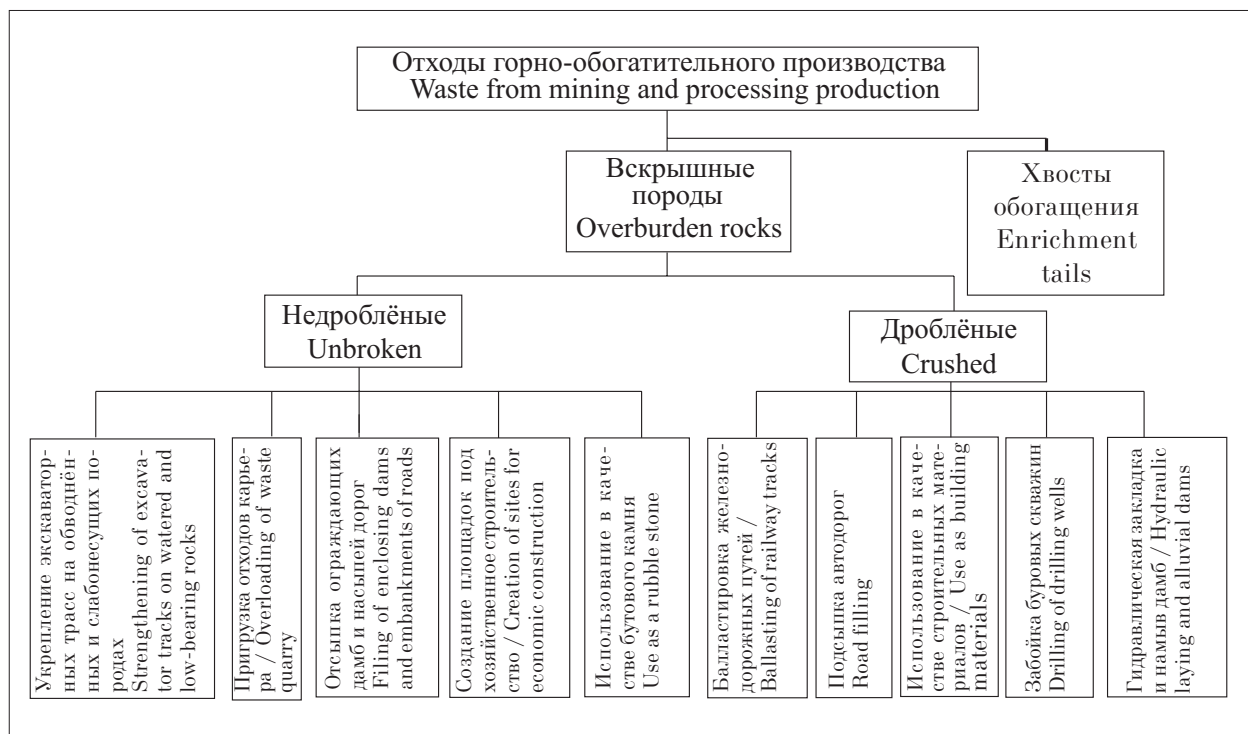 Отходы горно-обогатительного производства
Waste from mining and processing production
Вскрышные
породы
Overburden rocks
Хвосты
обогащения
Enrichment
tails
Недроблёные
Unbroken
Дроблёные
Crushed
Укрепление экскаватор-
ных трасс на обводнён-
ных и слабонесущих по-
родах
Strengthening of excava-
tor tracks on watered and
low-bearing rocks
Пригрузка отходов карье-
ра / Overloading of waste
quarry
Отсыпка ограждающих
дамб и насыпей дорог
Filing of enclosing dams
and embankments of roads
Создание площадок под
хозяйственное строитель-
ство / Creation of sites for
economic construction
Использование в каче-
стве бутового камня
Use as a rubble stone
Балластировка железно-
дорожных путей /
Ballasting of railway tracks
Подсыпка автодорог
Road filling
Использование в каче-
стве строительных мате-
риалов / Use as building
materials
Забойка буровых скважин
Drilling of drilling wells
Гидравлическая закладка
и намыв дамб / Hydraulic
laying and alluvial dams